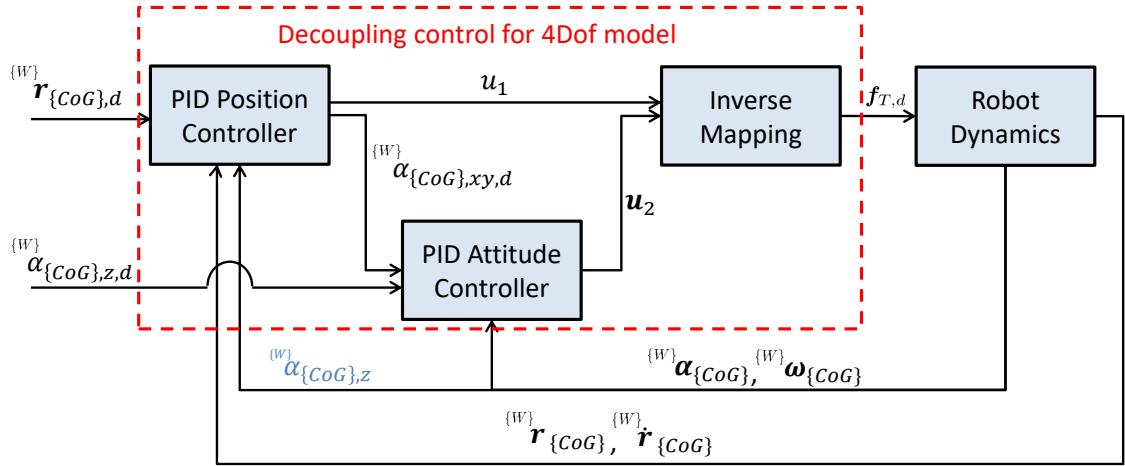 Decoupling control for 4Dof model
{W}r{CoG},d
PID Position
Controller
u1
Inverse
Mapping
fT,d
Robot
Dynamics
{W}α{CoG},xy,d
u2
{W}α{CoG},z,d
PID Attitude
Controller
{W}α{CoG},z
{W}α{CoG}, {W}ω{CoG}
{W}r{CoG}, {W}ṙ{CoG}